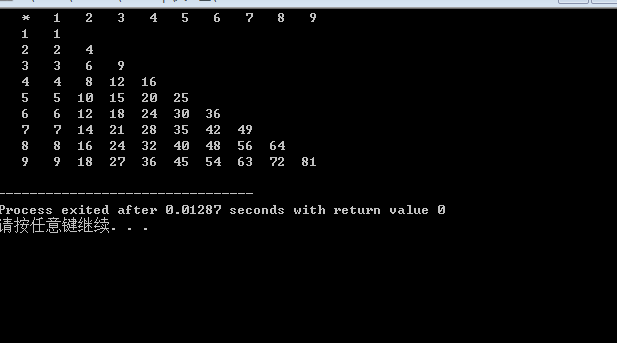 * 1 2 3 4 5 6 7 8 9
1 1
2 2 4
3 3 6 9
4 4 8 12 16
5 5 10 15 20 25
6 6 12 18 24 30 36
7 7 14 21 28 35 42 49
8 8 16 24 32 40 48 56 64
9 9 18 27 36 45 54 63 72 81
--------------------------------
Process exited after 0.01287 seconds with return value 0
请按任意键继续. . .